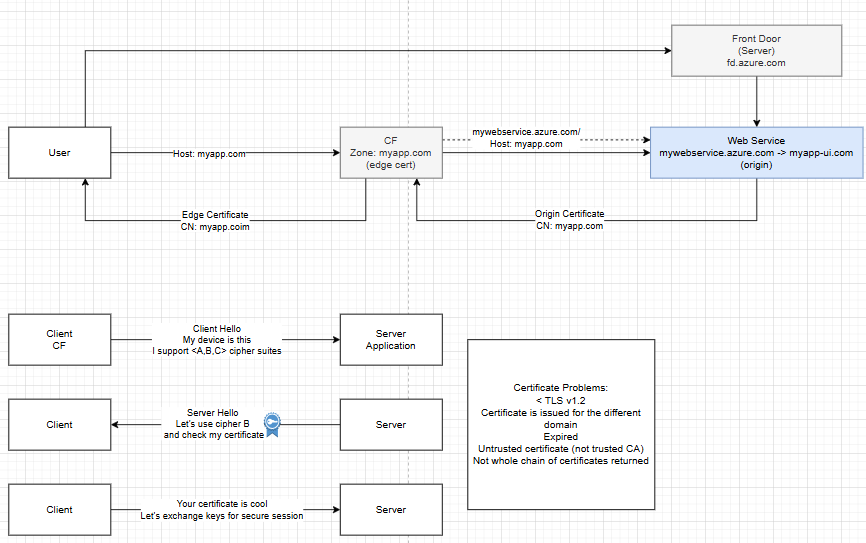 Front Door
(Server)
fd.azure.com
User
Host: myapp.com
CF
Zone: myapp.com
(edge cert)
mywebservice.azure.com/
Host: myapp.com
Web Service
mywebservice.azure.com -> myapp-ui.com
(origin)
Edge Certificate
CN: myapp.coim
Origin Certificate
CN: myapp.com
Client
CF
Client Hello
My device is this
I support <A,B,C> cipher suites
Server
Application
Client
Server Hello
Let's use cipher B
and check my certificate
Server
Client
Your certificate is cool
Let's exchange keys for secure session
Server
Certificate Problems:
< TLS v1.2
Certificate is issued for the different
domain
Expired
Untrusted certificate (not trusted CA)
Not whole chain of certificates returned